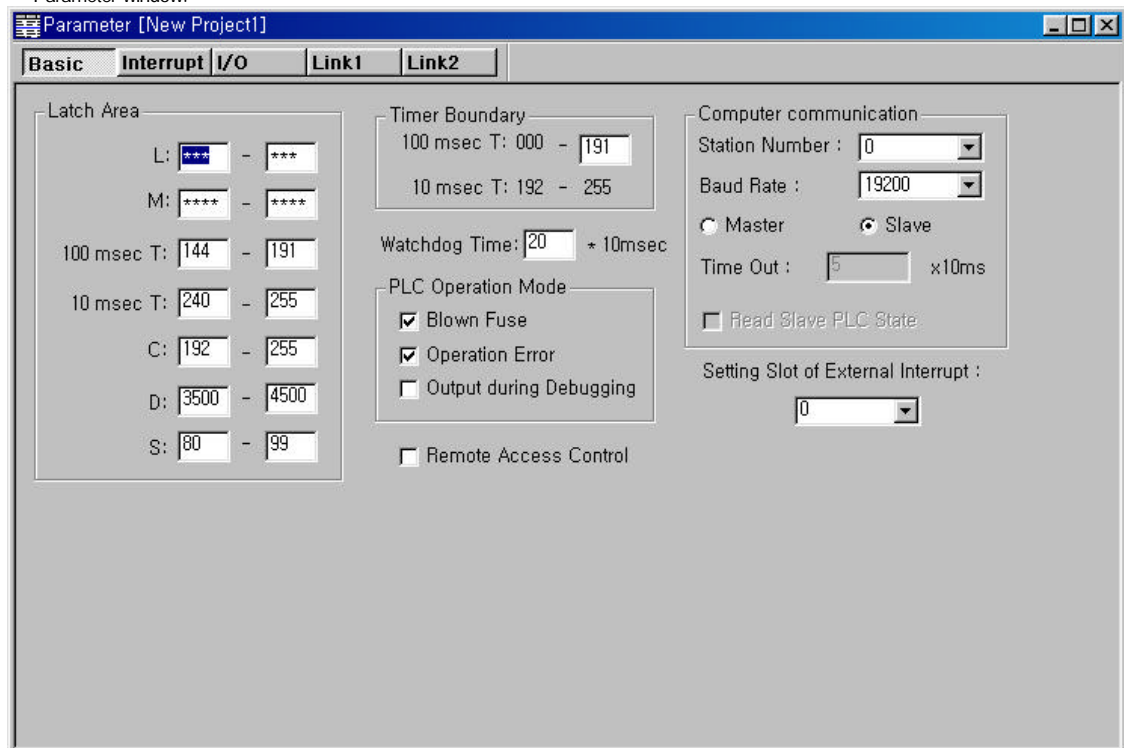 Parameter window.
Parameter [New Project1]
Basic Interrupt I/O Link1 Link2
Latch Area
L: *** - ***
M: **** - ****
100 msec T: 144 - 191
10 msec T: 240 - 255
C: 192 - 255
D: 3500 - 4500
S: 80 - 99
Timer Boundary
100 msec T: 000 - 191
10 msec T: 192 - 255
Watchdog Time: 20 * 10msec
PLC Operation Mode
Blown Fuse
Operation Error
Output during Debugging
Remote Access Control
Computer communication
Station Number : 0
Baud Rate : 19200
Master Slave
Time Out : 5 x10ms
Read Slave PLC State
Setting Slot of External Interrupt :
0